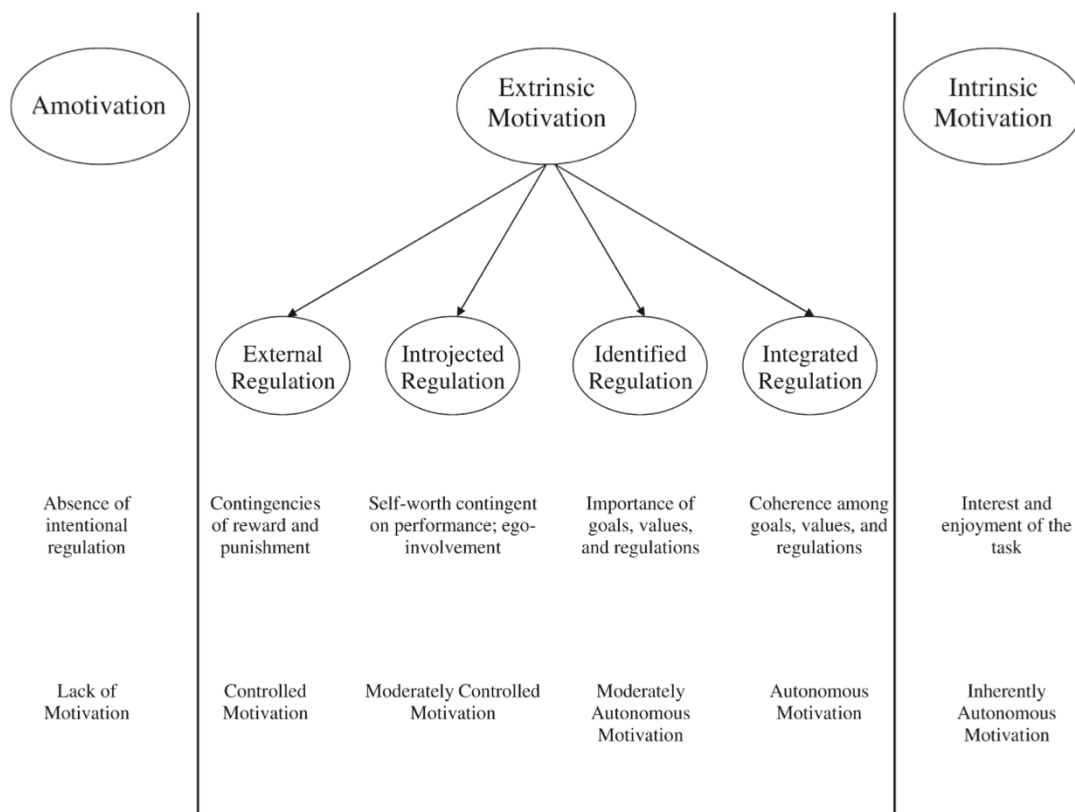 Amotivation
Extrinsic
Motivation
Intrinsic
Motivation
External
Regulation
Introjected
Regulation
Identified
Regulation
Integrated
Regulation
Absence of
intentional
regulation
Contingencies
of reward and
punishment
Self-worth contingent
on performance; ego-
involvement
Importance of
goals, values,
and regulations
Coherence among
goals, values, and
regulations
Interest and
enjoyment of the
task
Lack of
Motivation
Controlled
Motivation
Moderately Controlled
Motivation
Moderately
Autonomous
Motivation
Autonomous
Motivation
Inherently
Autonomous
Motivation